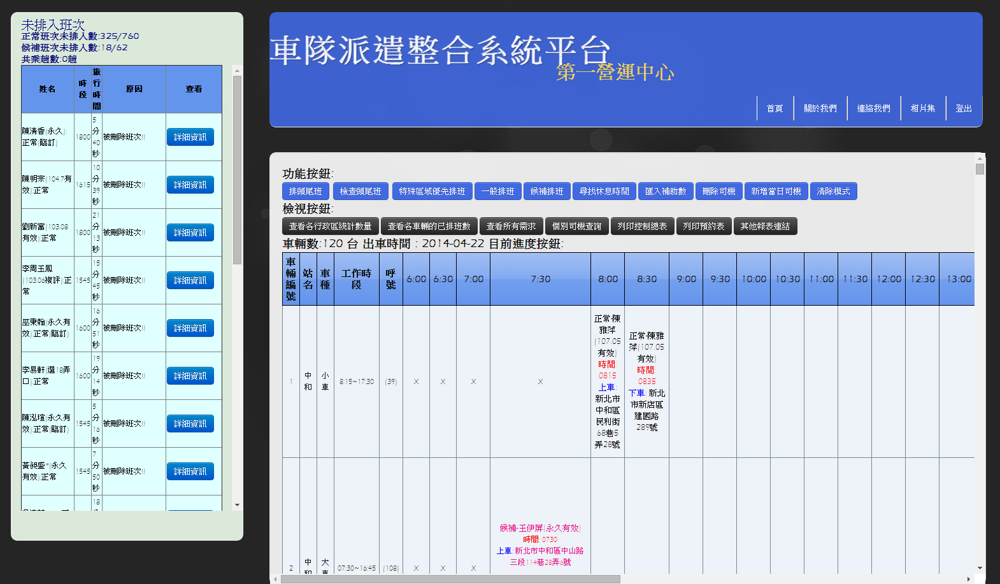 未排入班次
正常班次未排入數:325/760
候補班次未排入數:18/62
共乘趟數:0趟
姓名 時段 旅行時間 原因 查看
陳清香(永久):正常(臨訂) 1800 5分40秒 被刪除班次!! 詳細資訊
陳明宗(104.7有效):正常 1615 10分39秒 被刪除班次!! 詳細資訊
劉新富(103.08有效):正常 1800 21分13秒 被刪除班次!! 詳細資訊
李周玉鳳(103.06複評):正常 1545 15分45秒 被刪除班次!! 詳細資訊
巫秉翰(永久有效):正常(臨訂) 1600 16分51秒 被刪除班次!! 詳細資訊
李易軒(選18弄口):正常 1600 19分14秒 被刪除班次!! 詳細資訊
陳泓瑄(永久有效):正常(臨訂) 1545 5分16秒 被刪除班次!! 詳細資訊
黃昶盛*(永久有效):正常 1545 7分50秒 被刪除班次!! 詳細資訊
18
車隊派遣整合系統平台
第一營運中心
首頁 關於我們 連絡我們 相片集 登出
功能按鈕:
排頭尾班 檢查頭尾班 特殊區域優先排班 一般排班 候補排班 尋找休息時間 匯入補助數 刪除司機 新增當日司機 清除模式
檢視按鈕:
查看各行政區統計數量 查看各車輛的已排班數 查看所有需求 個別司機查詢 列印控制總表 列印預約表 其他報表連結
車輛數:120 台 出車時間 : 2014-04-22 目前進度按鈕:
車輛編號 站名 車種 工作時段 呼號 6:00 6:30 7:00 7:30 8:00 8:30 9:00 9:30 10:00 10:30 11:00 11:30 12:00 12:30 13:00
1 中和 小車 8:15~17:30 (39) X X X X
正常-陳雅萍(107.05有效)
時間:0815
上車:新北市中和區民利街68巷5弄28號
正常-陳雅萍(107.05有效)
時間:0835
下車:新北市新店區建國路289號
2 中和 大車 07:30~16:45 (108) X X X
候補-王伊屏(永久有效)
時間:0730
上車:新北市中和區中山路三段114巷28弄6號